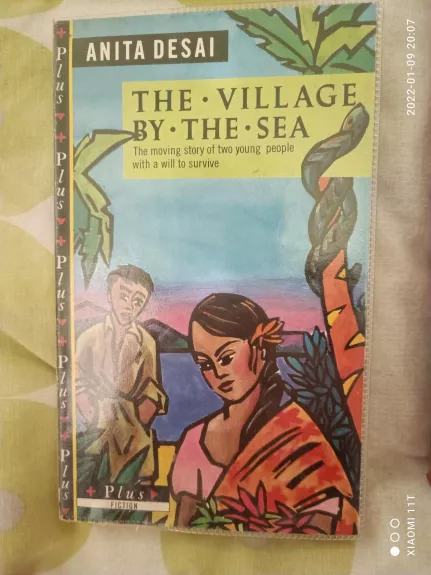 ANITA DESAI
THE • VILLAGE
BY • THE • SEA
The moving story of two young people
with a will to survive
Plus
Plus
Plus
Plus
Plus
Plus
FICTION
2022-01-09 20:07
XIAOMI 11T